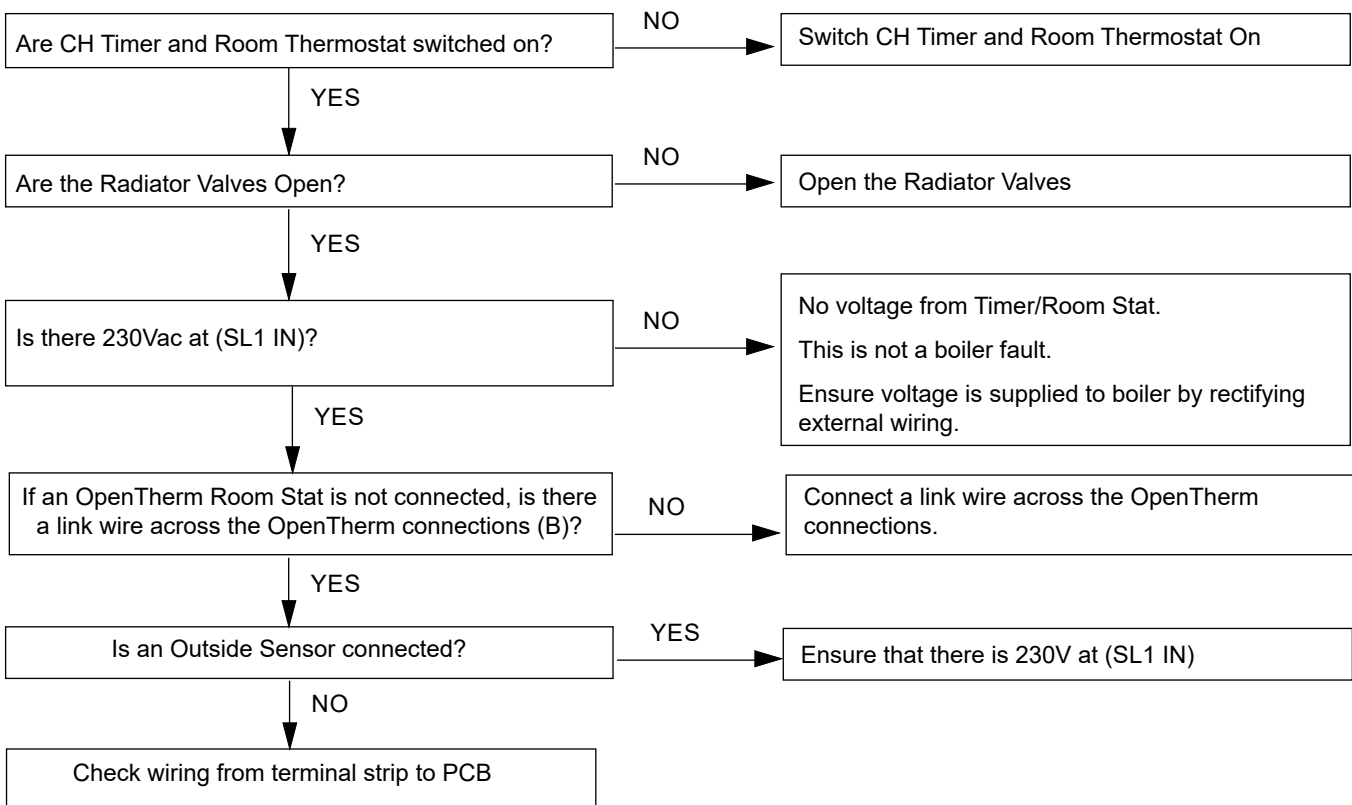 Are CH Timer and Room Thermostat switched on?
NO
Switch CH Timer and Room Thermostat On
YES
Are the Radiator Valves Open?
NO
Open the Radiator Valves
YES
Is there 230Vac at (SL1 IN)?
NO
No voltage from Timer/Room Stat.
This is not a boiler fault.
Ensure voltage is supplied to boiler by rectifying
external wiring.
YES
If an OpenTherm Room Stat is not connected, is there
a link wire across the OpenTherm connections (B)?
NO
Connect a link wire across the OpenTherm
connections.
YES
Is an Outside Sensor connected?
YES
Ensure that there is 230V at (SL1 IN)
NO
Check wiring from terminal strip to PCB